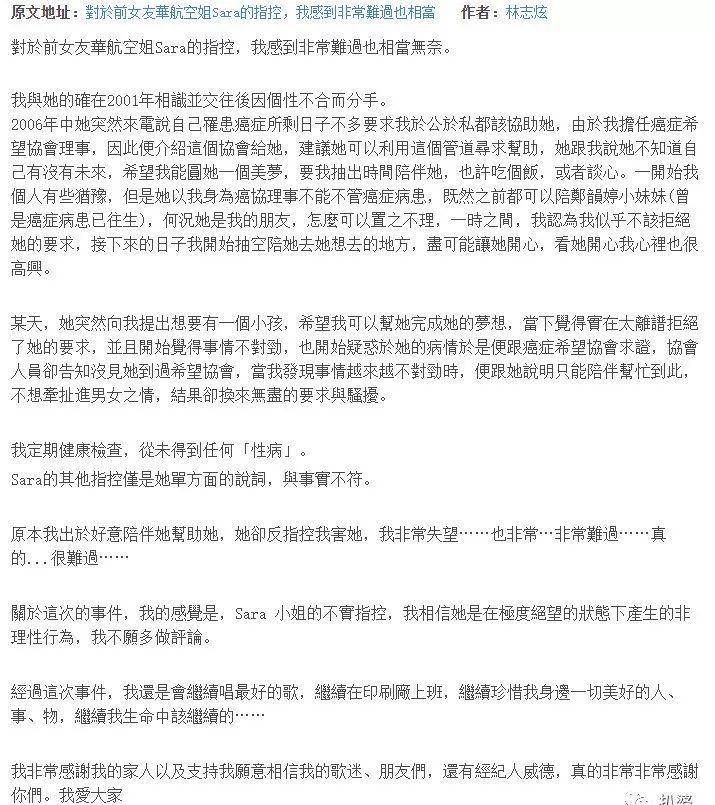 原文地址：對於前女友華航空姐Sara的指控，我感到非常難過也相當　作者：林志炫
對於前女友華航空姐Sara的指控，我感到非常難過也相當無奈。
我與她的確在2001年相識並交往後因個性不合而分手。
2006年中她突然來電說自己罹患癌症所剩日子不多要求我於公於私都該協助她，由於我擔任癌症希
望協會理事，因此便介紹這個協會給她，建議她可以利用這個管道尋求幫助，她跟我說她不知道自
己有沒有未來，希望我能圓她一個美夢，要我抽出時間陪伴她，也許吃個飯，或者談心。一開始我
個人有些猶豫，但是她以我身為癌協理事不能不管癌症病患，既然之前都可以陪鄭韻婷小妹妹(曾
是癌症病患已往生)，何況她是我的朋友，怎麼可以置之不理，一時之間，我認為我似乎不該拒絕
她的要求，接下來的日子我開始抽空陪她去她想去的地方，盡可能讓她開心，看她開心我心裡也很
高興。
某天，她突然向我提出想要有一個小孩，希望我可以幫她完成她的夢想，當下覺得實在太離譜拒絕
了她的要求，並且開始覺得事情不對勁，也開始疑惑於她的病情於是便跟癌症希望協會求證，協會
人員卻告知沒見她到過希望協會，當我發現事情越來越不對勁時，便跟她說明只能陪伴幫忙到此，
不想牽扯進男女之情，結果卻換來無盡的要求與騷擾。
我定期健康檢查，從未得到任何「性病」。
Sara的其他指控僅是她單方面的說詞，與事實不符。
原本我出於好意陪伴她幫助她，她卻反指控我害她，我非常失望……也非常…非常難過……真
的...很難過……
關於這次的事件，我的感覺是，Sara 小姐的不實指控，我相信她是在極度絕望的狀態下產生的非
理性行為，我不願多做評論。
經過這次事件，我還是會繼續唱最好的歌，繼續在印刷廠上班，繼續珍惜我身邊一切美好的人、
事、物，繼續我生命中該繼續的……
我非常感謝我的家人以及支持我願意相信我的歌迷、朋友們，還有經紀人威德，真的非常非常感謝
你們。我愛大家